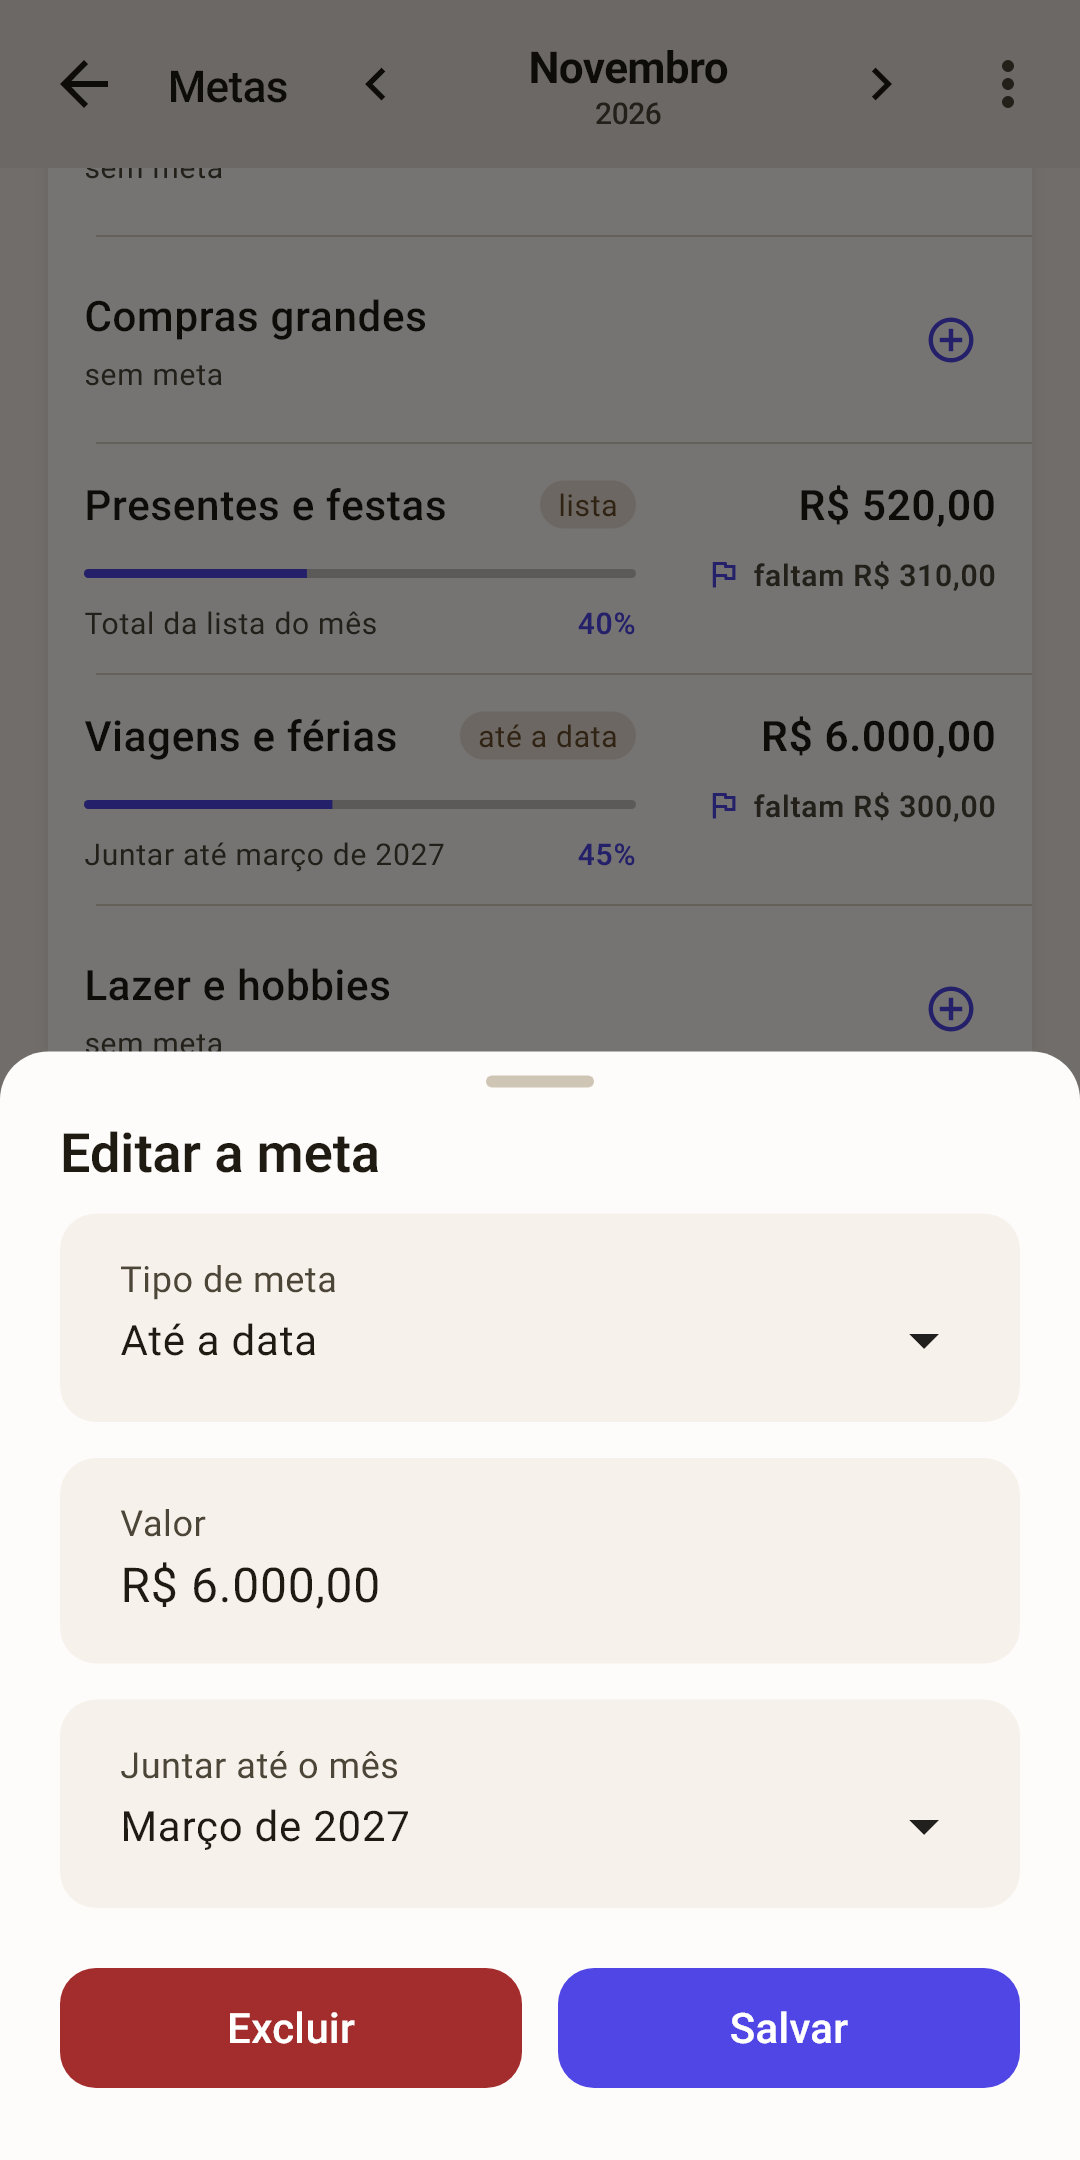 Metas
Novembro
2026
sem meta
Compras grandes
sem meta
Presentes e festas
lista
R$ 520,00
faltam R$ 310,00
Total da lista do mês
40%
Viagens e férias
até a data
R$ 6.000,00
faltam R$ 300,00
Juntar até março de 2027
45%
Lazer e hobbies
sem meta
Editar a meta
Tipo de meta
Até a data
Valor
R$ 6.000,00
Juntar até o mês
Março de 2027
Excluir
Salvar